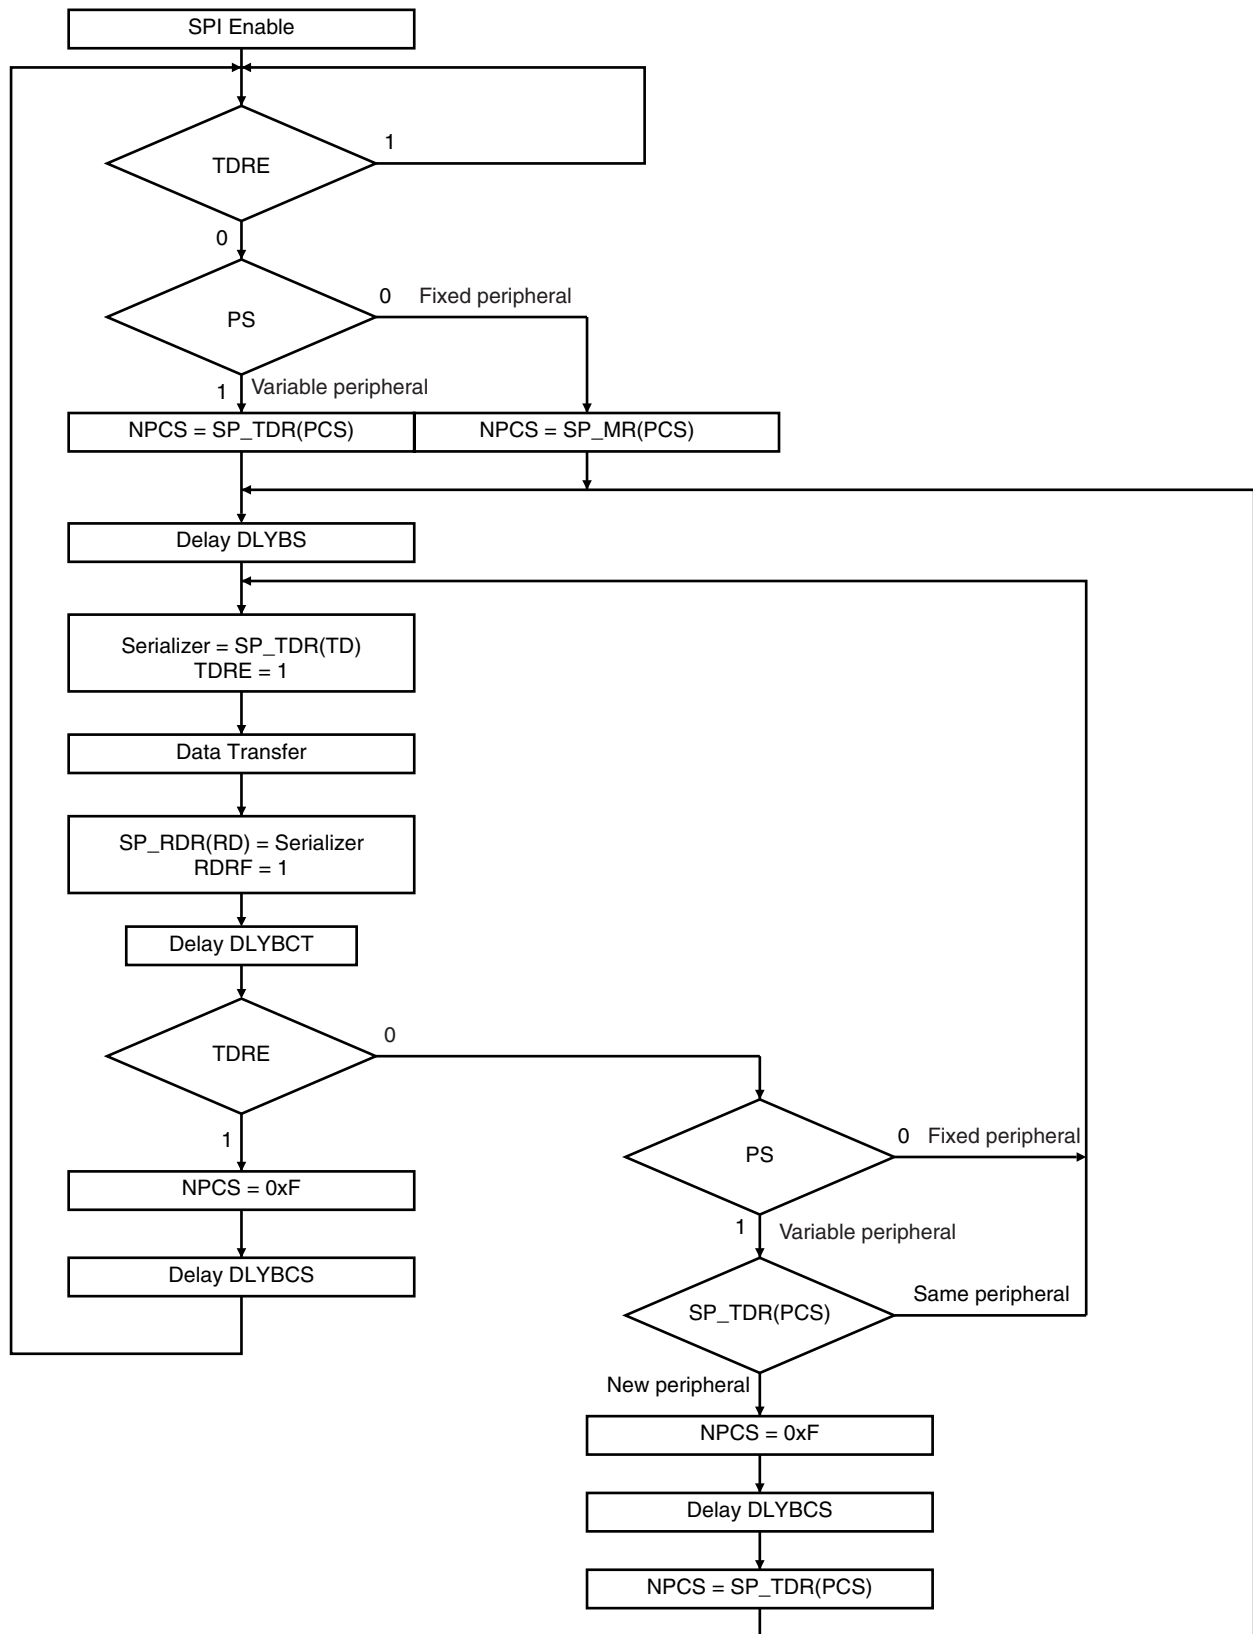 SPI Enable
1
TDRE
0
0 Fixed peripheral
PS
1 Variable peripheral
NPCS = SP_TDR(PCS)
NPCS = SP_MR(PCS)
Delay DLYBS
Serializer = SP_TDR(TD)
TDRE = 1
Data Transfer
SP_RDR(RD) = Serializer
RDRF = 1
Delay DLYBCT
0
TDRE
1
0 Fixed peripheral
PS
NPCS = 0xF
1 Variable peripheral
Delay DLYBCS
Same peripheral
SP_TDR(PCS)
New peripheral
NPCS = 0xF
Delay DLYBCS
NPCS = SP_TDR(PCS)